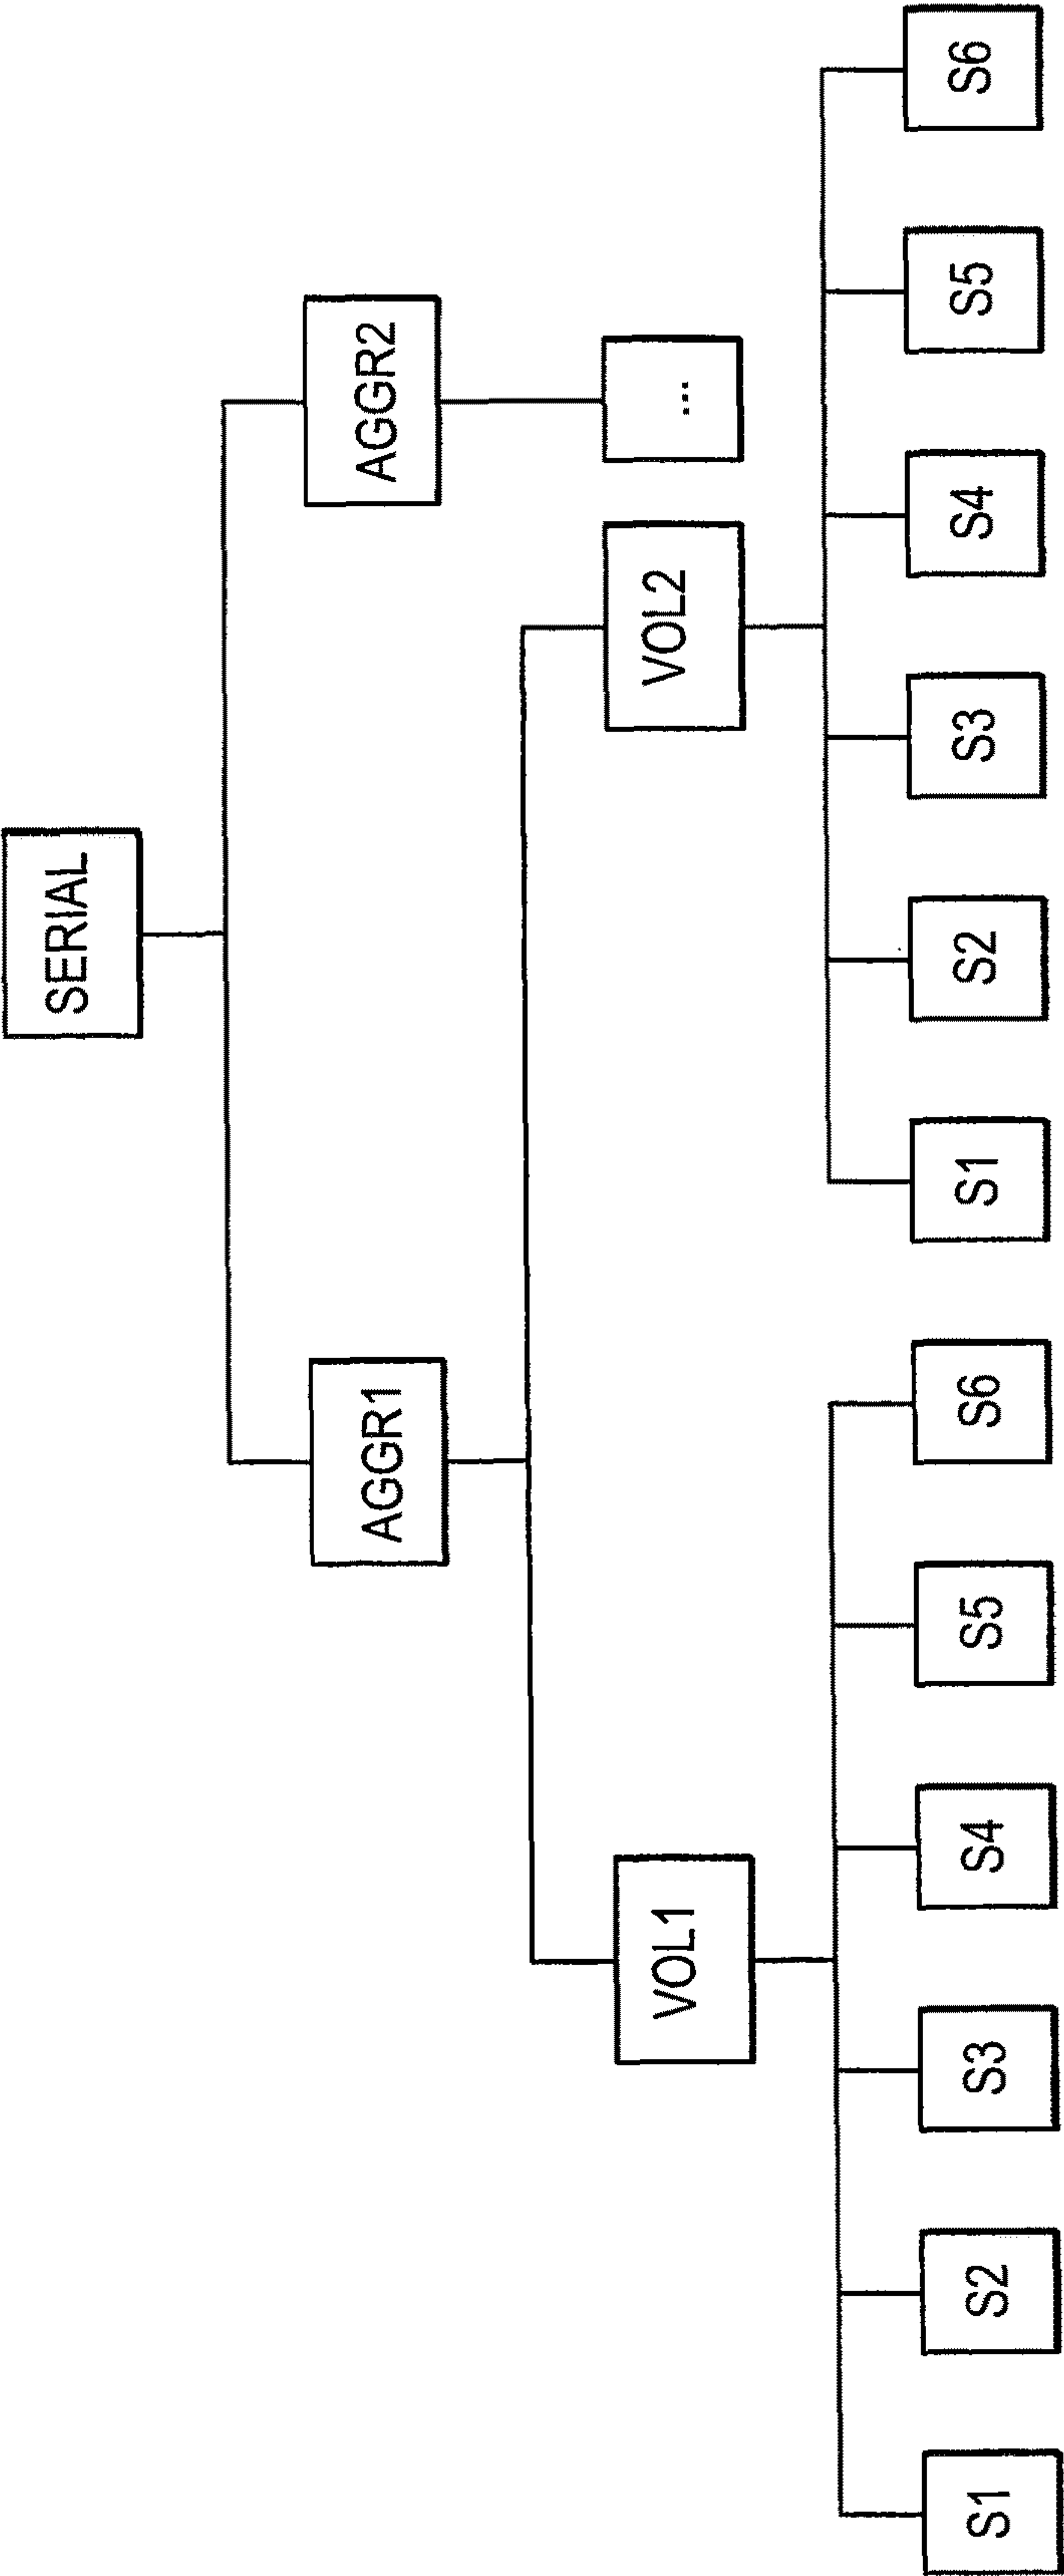 SERIAL
AGGR1 AGGR2
VOL1 VOL2 ...
S1 S2 S3 S4 S5 S6 S1 S2 S3 S4 S5 S6